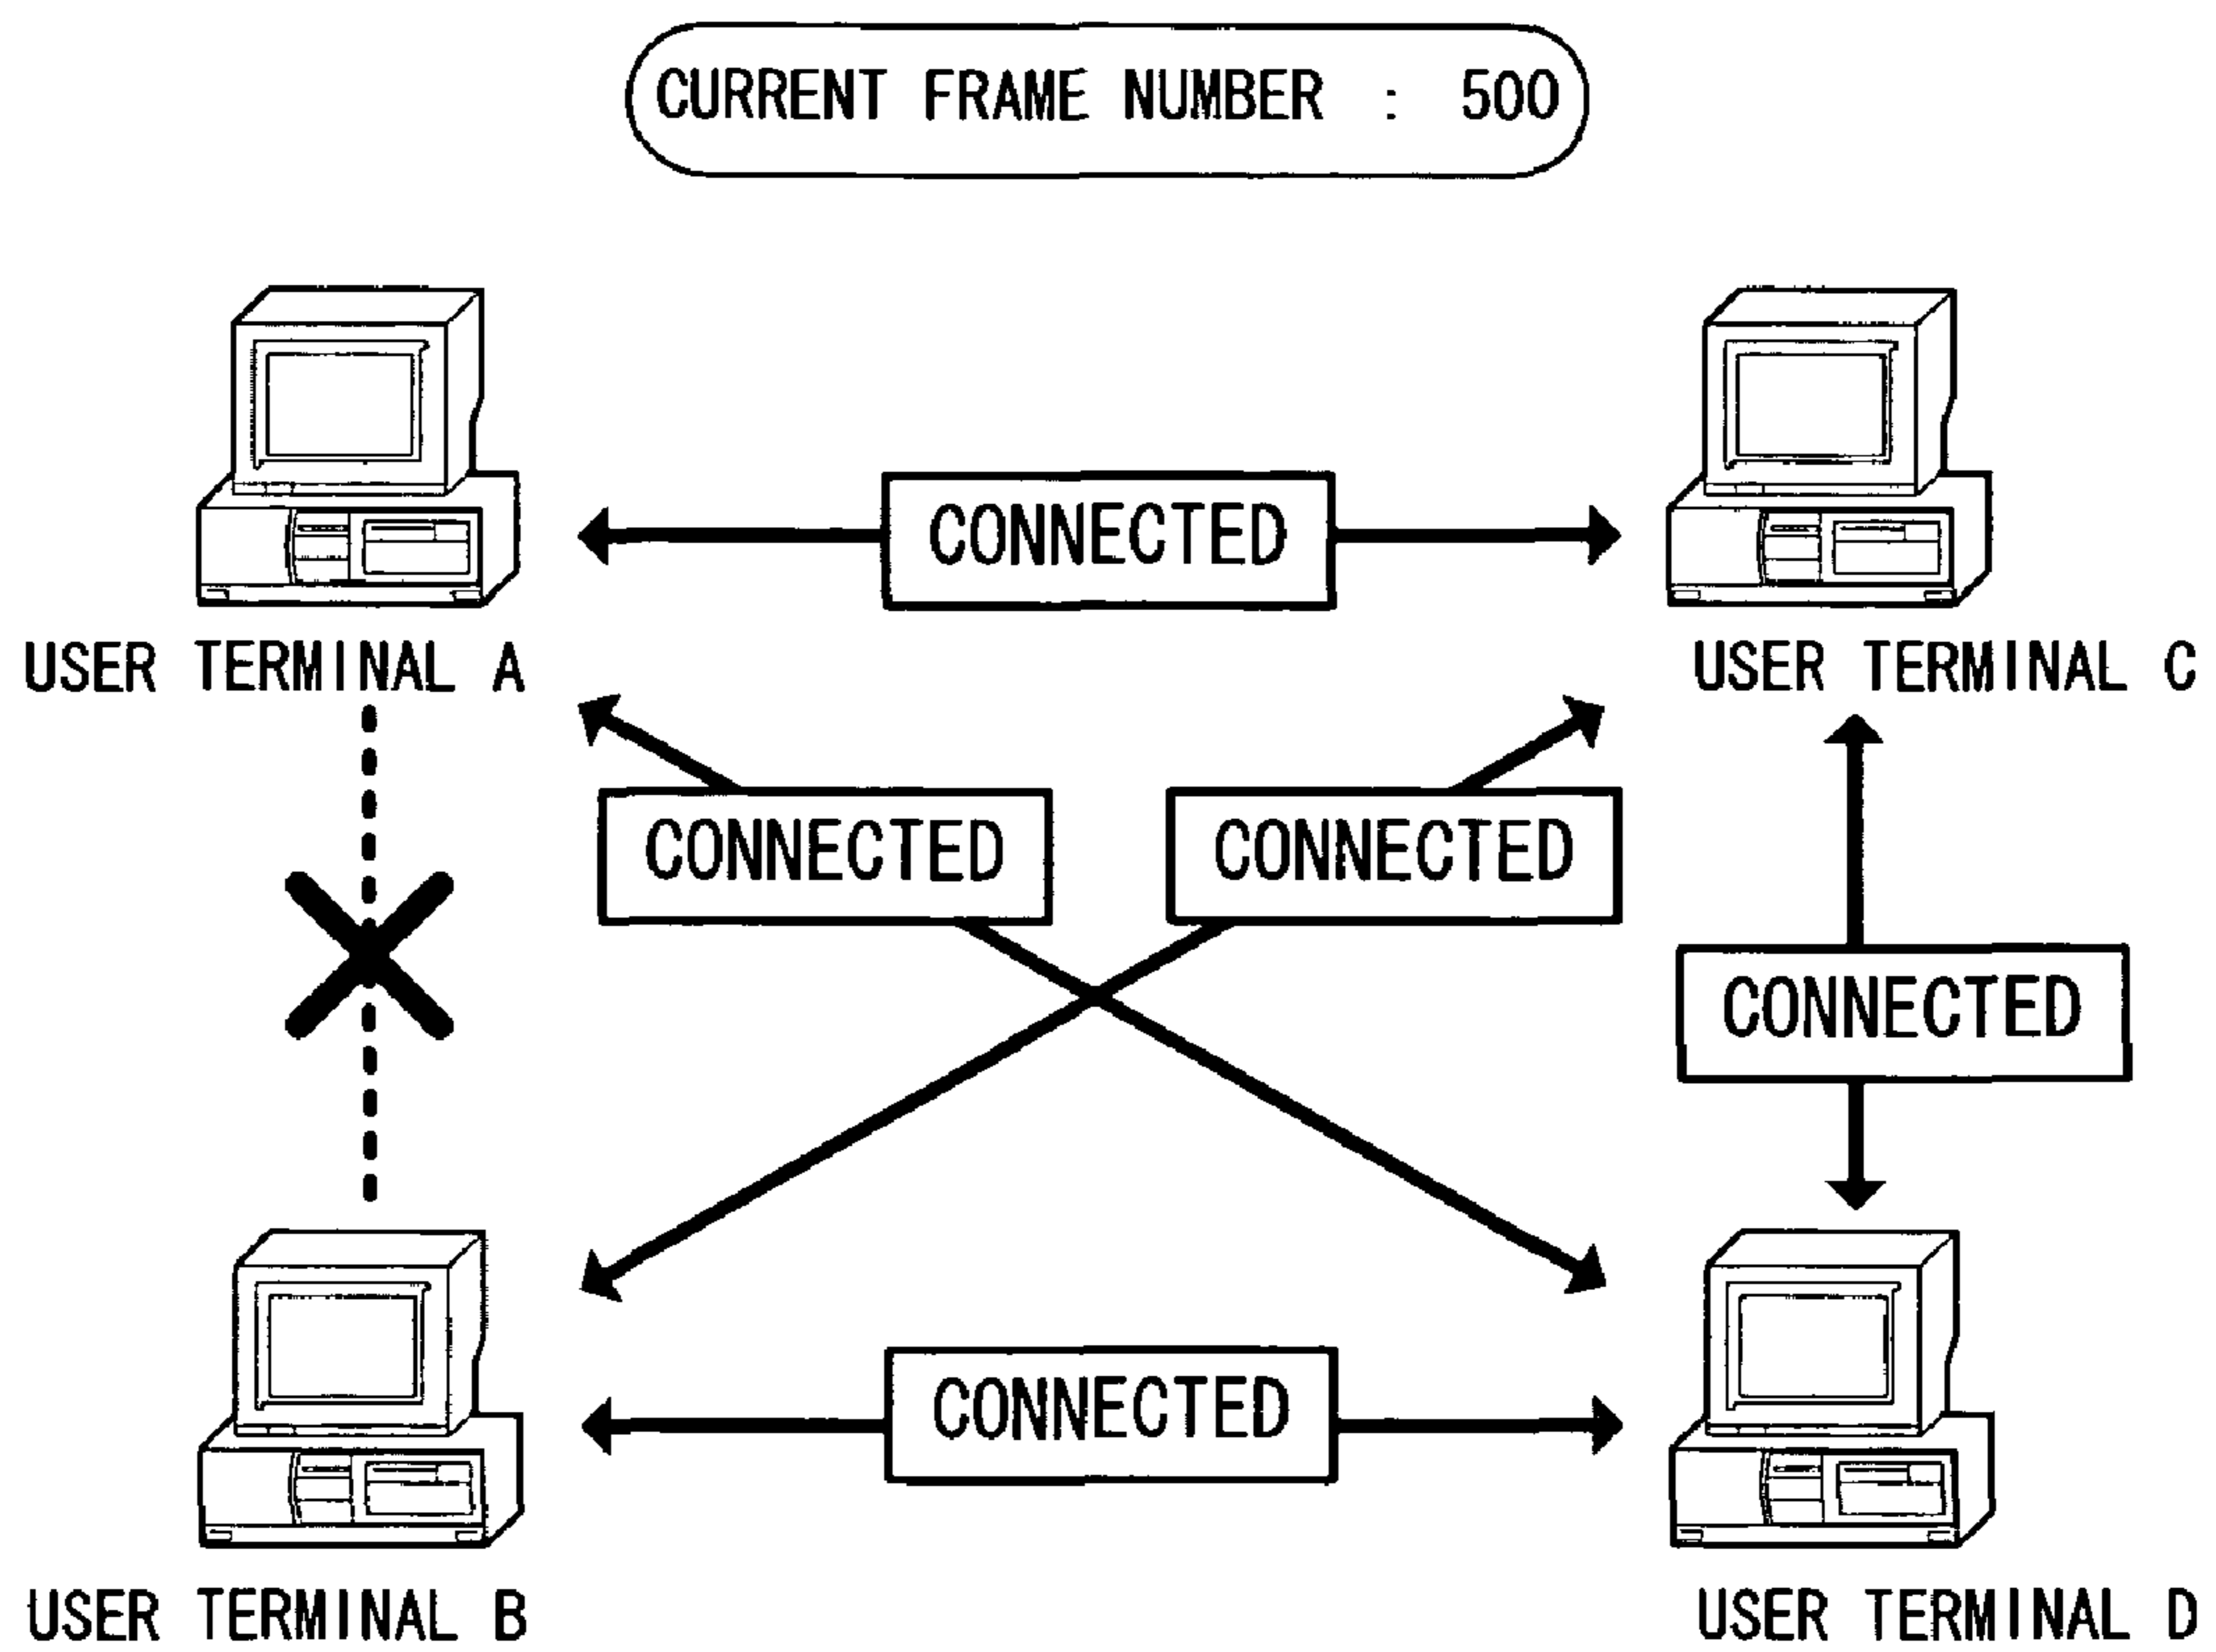 CURRENT FRAME NUMBER : 500
CONNECTED
USER TERMINAL A
USER TERMINAL C
CONNECTED
CONNECTED
CONNECTED
CONNECTED
USER TERMINAL B
USER TERMINAL D